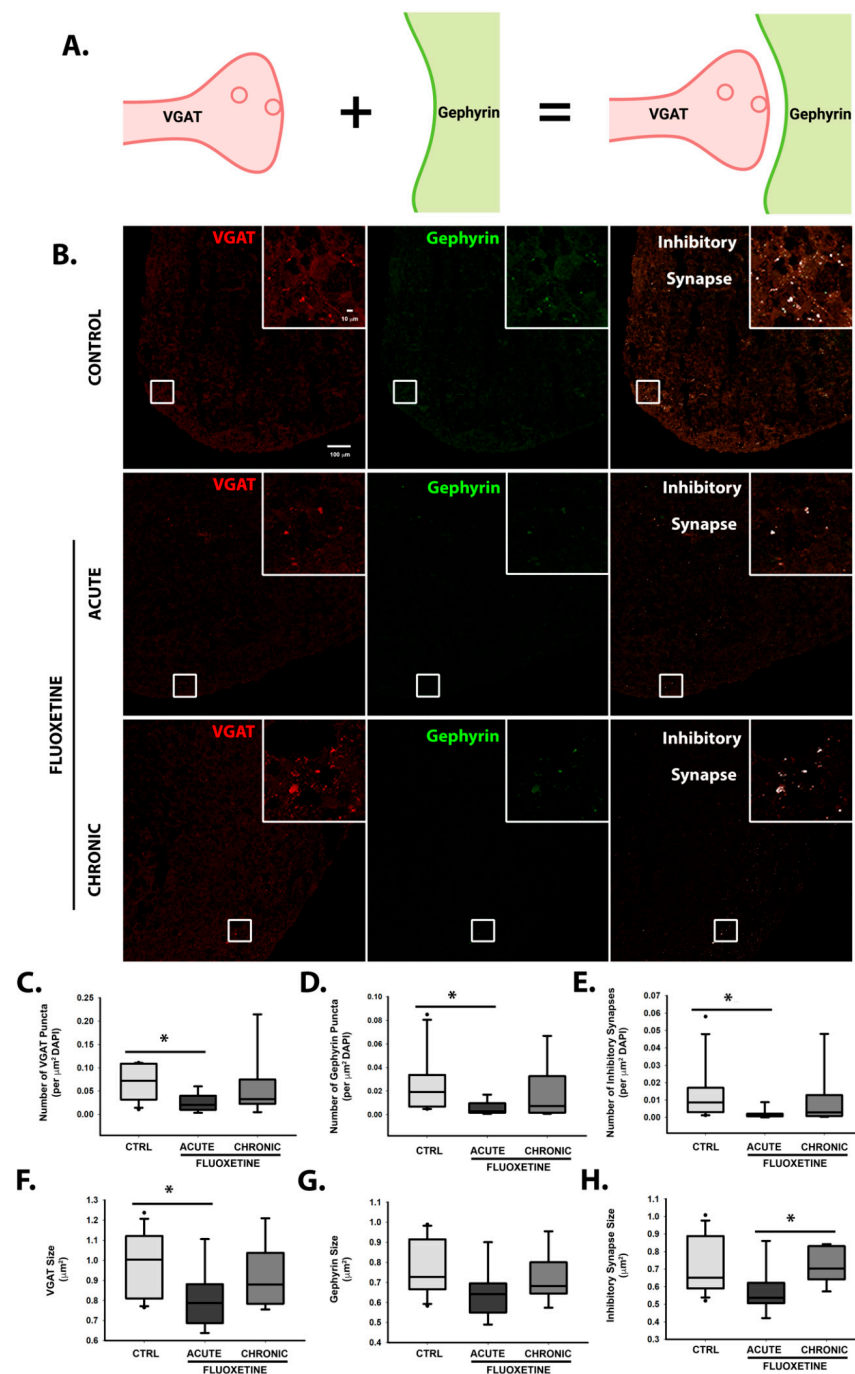 A.
VGAT
+
Gephyrin
=
VGAT
Gephyrin
B.
CONTROL
VGAT
10 μm
100 μm
Gephyrin
Inhibitory
Synapse
FLUOXETINE
ACUTE
VGAT
Gephyrin
Inhibitory
Synapse
CHRONIC
VGAT
Gephyrin
Inhibitory
Synapse
C.
Number of VGAT Puncta
(per μm² DAPI)
0.25
0.20
0.15
0.10
0.05
0.00
*
CTRL ACUTE CHRONIC
FLUOXETINE
D.
Number of Gephyrin Puncta
(per μm² DAPI)
0.10
0.08
0.06
0.04
0.02
0.00
*
CTRL ACUTE CHRONIC
FLUOXETINE
E.
Number of Inhibitory Synapses
(per μm² DAPI)
0.07
0.06
0.05
0.04
0.03
0.02
0.01
0.00
*
CTRL ACUTE CHRONIC
FLUOXETINE
F.
VGAT Size
(μm²)
1.3
1.2
1.1
1.0
0.9
0.8
0.7
0.6
*
CTRL ACUTE CHRONIC
FLUOXETINE
G.
Gephyrin Size
(μm²)
1.1
1.0
0.9
0.8
0.7
0.6
0.5
0.4
CTRL ACUTE CHRONIC
FLUOXETINE
H.
Inhibitory Synapse Size
(μm²)
1.1
1.0
0.9
0.8
0.7
0.6
0.5
0.4
0.3
*
CTRL ACUTE CHRONIC
FLUOXETINE